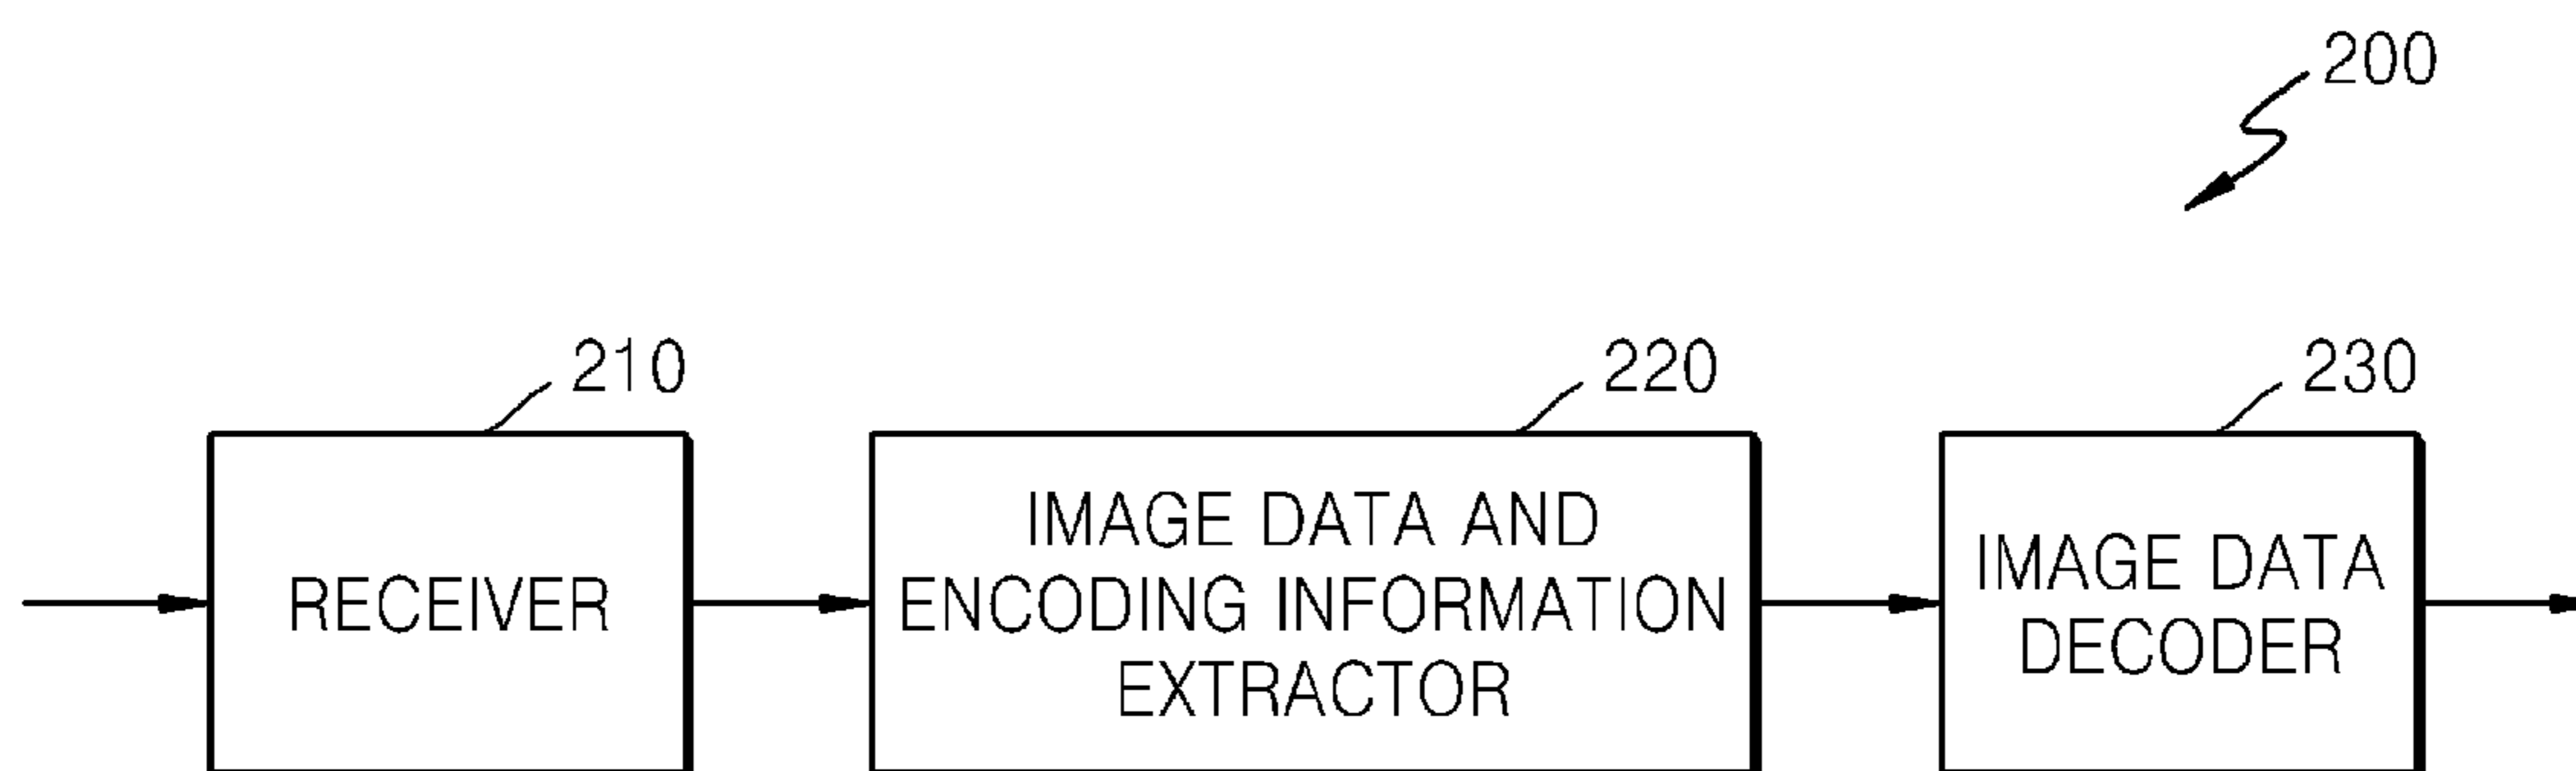 200
210
220
230
RECEIVER
IMAGE DATA AND
ENCODING INFORMATION
EXTRACTOR
IMAGE DATA
DECODER